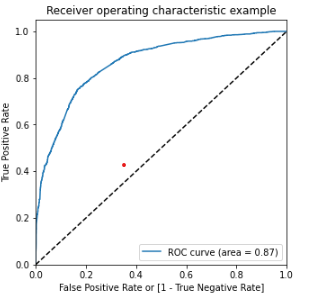 Receiver operating characteristic example
True Positive Rate
1.0
0.8
0.6
0.4
0.2
0.0
ROC curve (area = 0.87)
0.0 0.2 0.4 0.6 0.8 1.0
False Positive Rate or [1 - True Negative Rate]